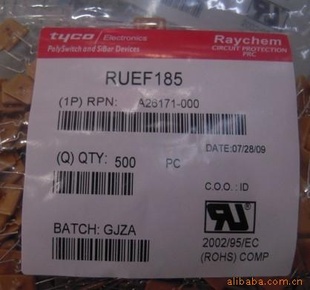 tyco / Electronics
PolySwitch and SiBar Devices
Raychem
CIRCUIT PROTECTION
PRC
RUEF185
(1P) RPN: A26171-000
(Q) QTY: 500 PC
DATE:07/28/09
C.O.O. : ID
BATCH: GJZA
2002/95/EC
(ROHS) COMP
alibaba.com.cn